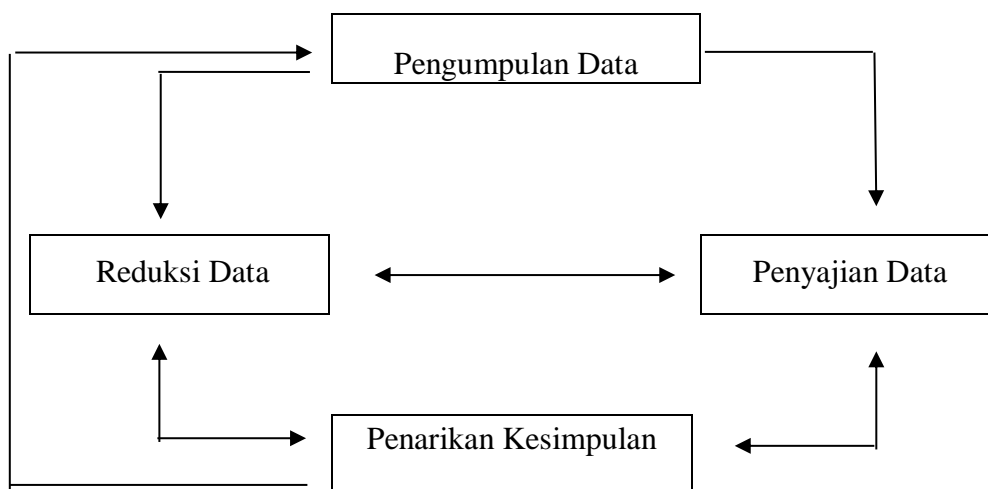 Pengumpulan Data
Reduksi Data
Penyajian Data
Penarikan Kesimpulan